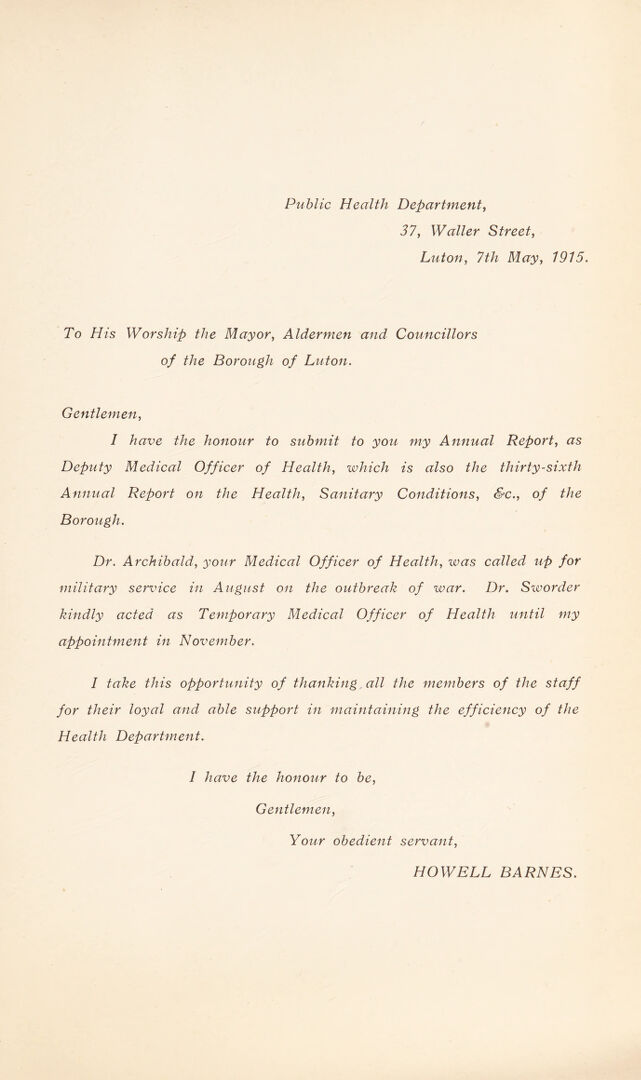 Public Health Department,
37, Waller Street,
Luton, 7th May, 1915.
To His Worship the Mayor, Aldermen and Councillors
of the Borough of Luton.
Gentlemen,
I have the honour to submit to you my Annual Report, as
Deputy Medical Officer of Health, which is also the thirty-sixth
Annual Report on the Health, Sanitary Conditions, &c., of the
Borough.
Dr. Archibald, your Medical Officer of Health, was called up for
military service in August on the outbreak of war. Dr. Sworder
kindly acted as Temporary Medical Officer of Health until my
appointment in November.
I take this opportunity of thanking all the members of the staff
for their loyal and able support in maintaining the efficiency of the
Health Department.
I have the honour to be,
Gentlemen,
Your obedient servant,
HOWELL BARNES.